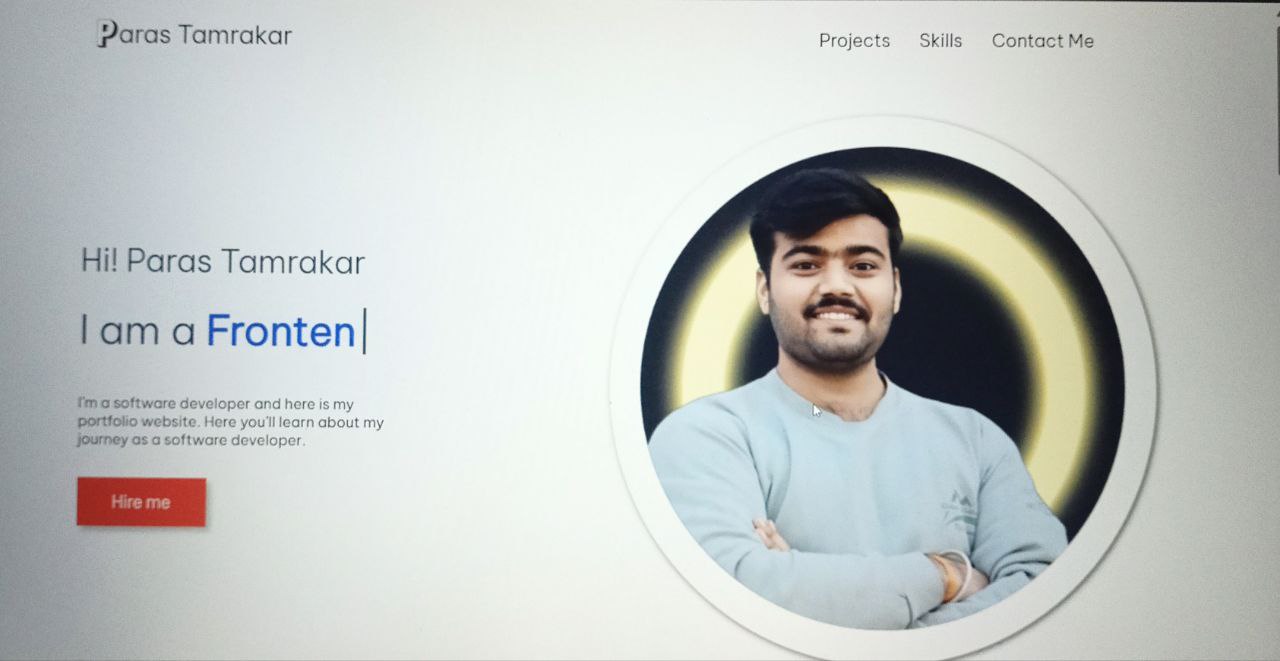 Paras Tamrakar
Projects Skills Contact Me
Hi! Paras Tamrakar
I am a Fronten
I'm a software developer and here is my
portfolio website. Here you'll learn about my
journey as a software developer.
Hire me